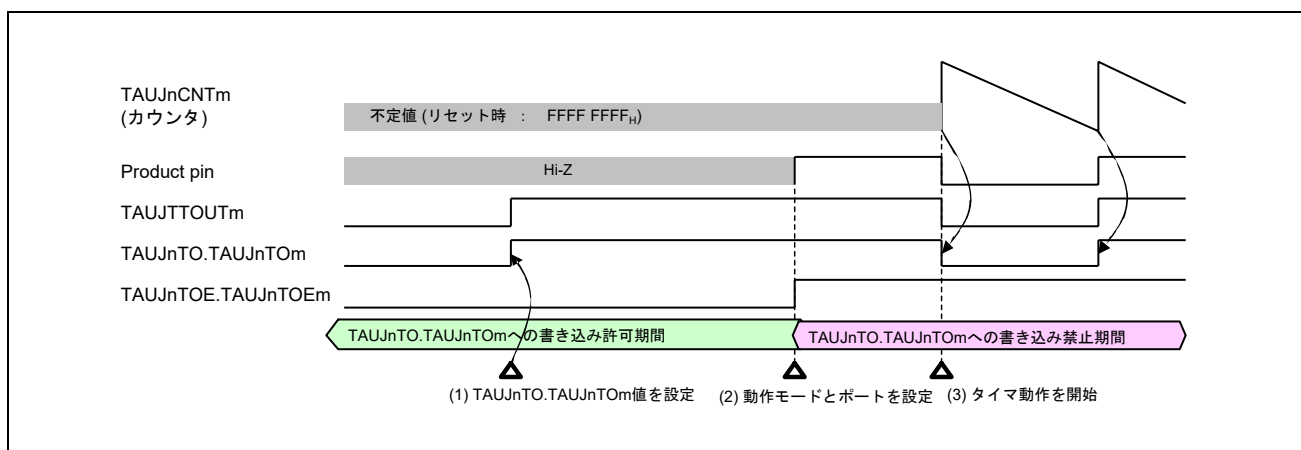 TAUJnCNTm
(カウンタ)
不定値 (リセット時 : FFFF FFFFH)
Product pin
Hi-Z
TAUJTTOUTm
TAUJnTO.TAUJnTOm
TAUJnTOE.TAUJnTOEm
TAUJnTO.TAUJnTOmへの書き込み許可期間
TAUJnTO.TAUJnTOmへの書き込み禁止期間
(1) TAUJnTO.TAUJnTOm値を設定
(2) 動作モードとポートを設定
(3) タイマ動作を開始